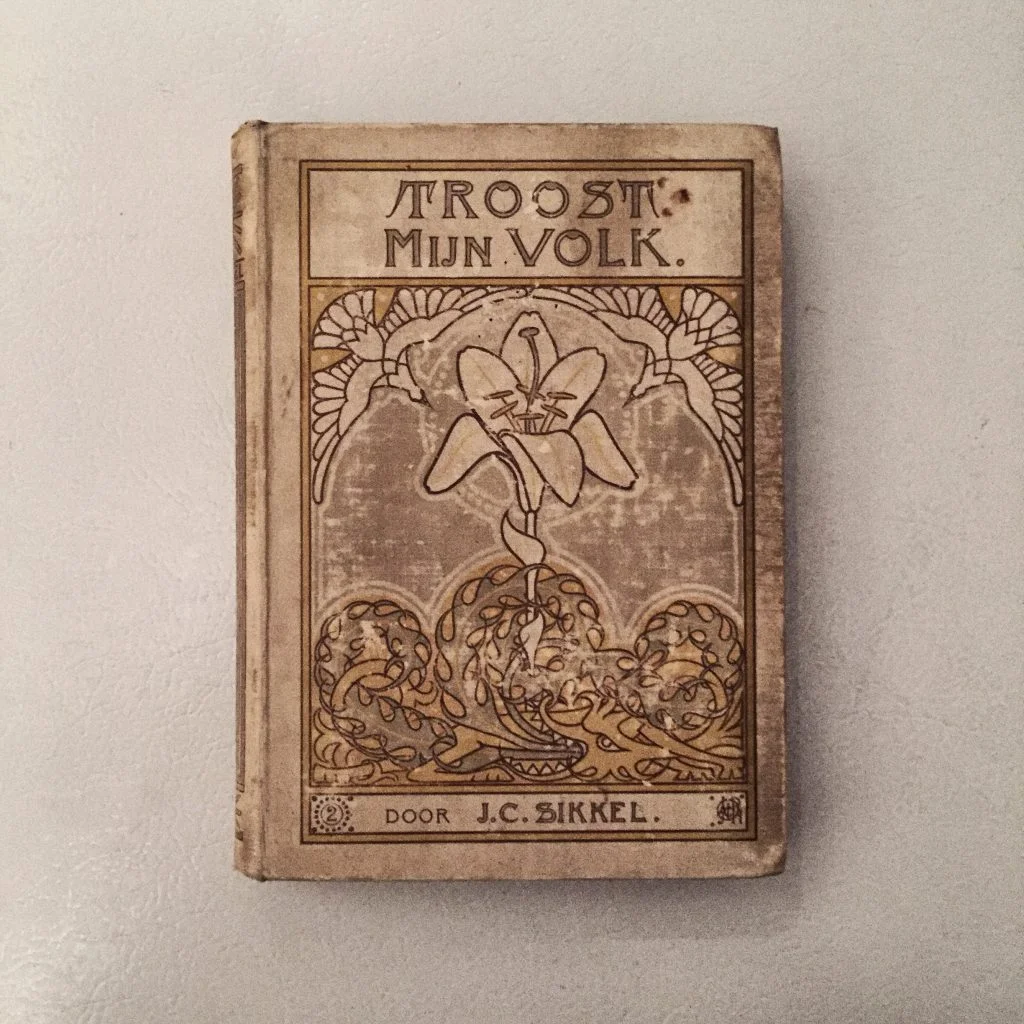 TROOST
MIJN VOLK.
2
DOOR J.C. SIKKEL.